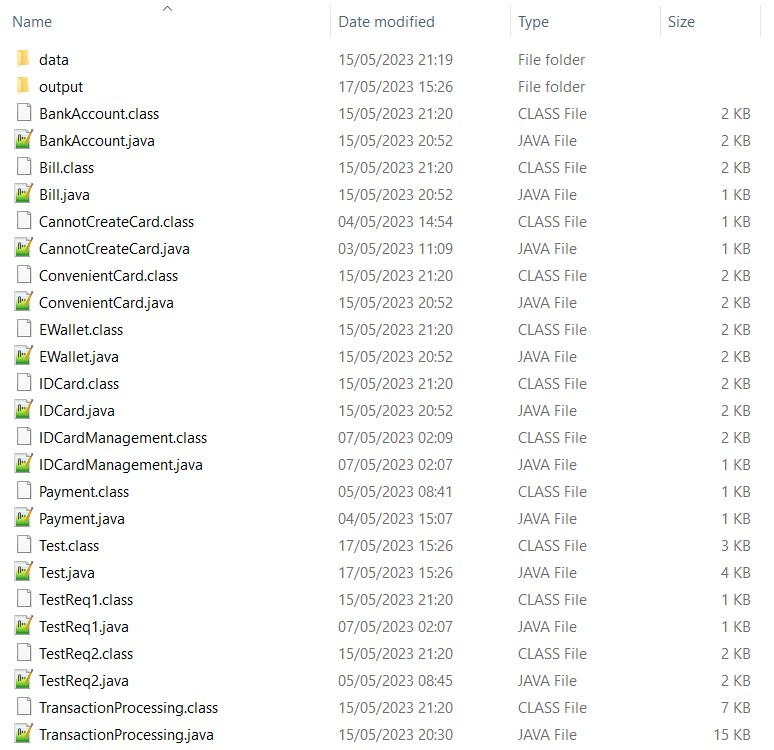 Name Date modified Type Size
data 15/05/2023 21:19 File folder
output 17/05/2023 15:26 File folder
BankAccount.class 15/05/2023 21:20 CLASS File 2 KB
BankAccount.java 15/05/2023 20:52 JAVA File 2 KB
Bill.class 15/05/2023 21:20 CLASS File 2 KB
Bill.java 15/05/2023 20:52 JAVA File 1 KB
CannotCreateCard.class 04/05/2023 14:54 CLASS File 1 KB
CannotCreateCard.java 03/05/2023 11:09 JAVA File 1 KB
ConvenientCard.class 15/05/2023 21:20 CLASS File 2 KB
ConvenientCard.java 15/05/2023 20:52 JAVA File 2 KB
EWallet.class 15/05/2023 21:20 CLASS File 2 KB
EWallet.java 15/05/2023 20:52 JAVA File 2 KB
IDCard.class 15/05/2023 21:20 CLASS File 2 KB
IDCard.java 15/05/2023 20:52 JAVA File 2 KB
IDCardManagement.class 07/05/2023 02:09 CLASS File 2 KB
IDCardManagement.java 07/05/2023 02:07 JAVA File 2 KB
Payment.class 05/05/2023 08:41 CLASS File 1 KB
Payment.java 04/05/2023 15:07 JAVA File 1 KB
Test.class 17/05/2023 15:26 CLASS File 3 KB
Test.java 17/05/2023 15:26 JAVA File 4 KB
TestReq1.class 15/05/2023 21:20 CLASS File 1 KB
TestReq1.java 07/05/2023 02:07 JAVA File 1 KB
TestReq2.class 15/05/2023 21:20 CLASS File 2 KB
TestReq2.java 05/05/2023 08:45 JAVA File 2 KB
TransactionProcessing.class 15/05/2023 21:20 CLASS File 7 KB
TransactionProcessing.java 15/05/2023 20:30 JAVA File 15 KB